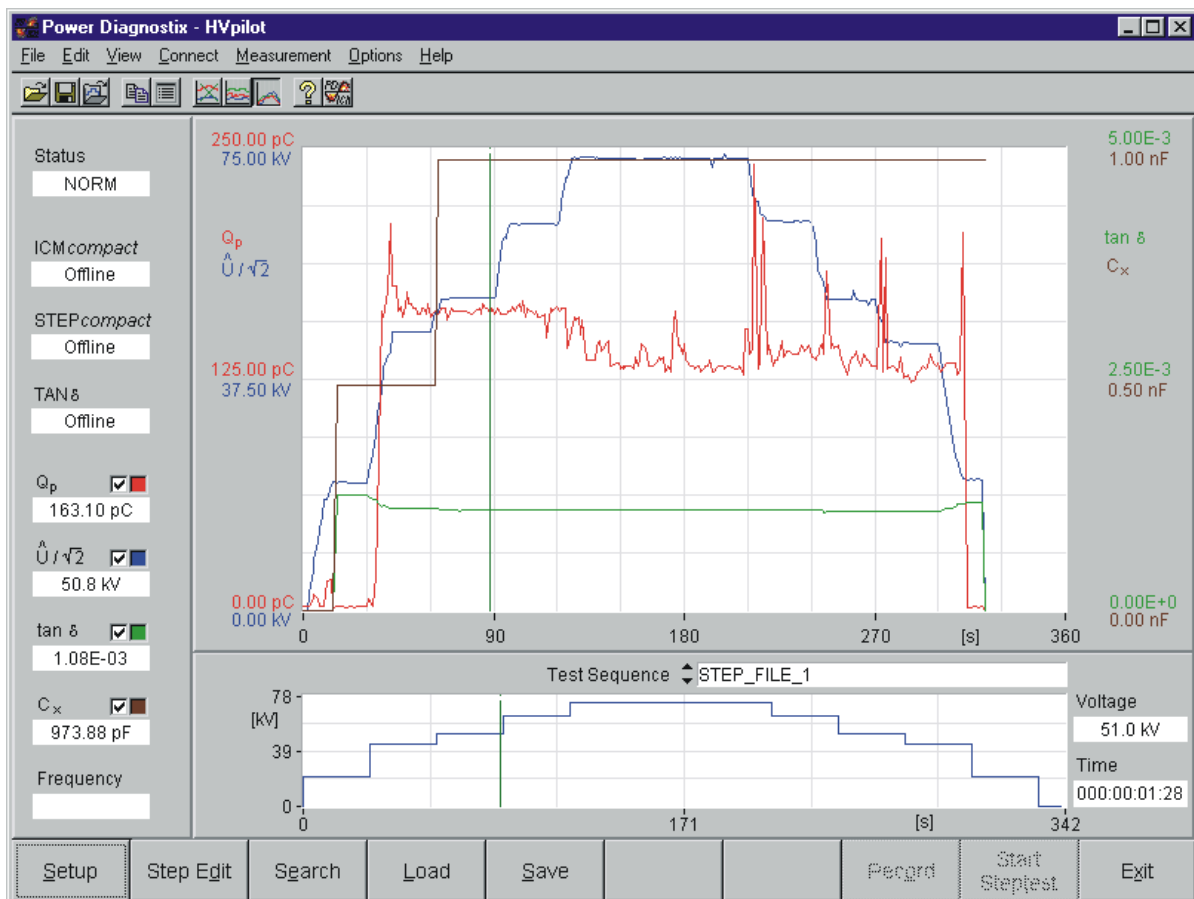 Power Diagnostix - HVpilot
File Edit View Connect Measurement Options Help
Status
NORM
ICMcompact
Offline
STEPcompact
Offline
TANδ
Offline
Qp
163.10 pC
Û/√2
50.8 kV
tan δ
1.08E-03
Cx
973.88 pF
Frequency
250.00 pC
75.00 kV
Qp
Û/√2
125.00 pC
37.50 kV
0.00 pC
0.00 kV
5.00E-3
1.00 nF
tan δ
Cx
2.50E-3
0.50 nF
0.00E+0
0.00 nF
0 90 180 270 [s] 360
Test Sequence STEP_FILE_1
78
[kV]
39
0
0 171 [s] 342
Voltage
51.0 kV
Time
000:00:01:28
Setup
Step Edit
Search
Load
Save
Record
Start
Steptest
Exit